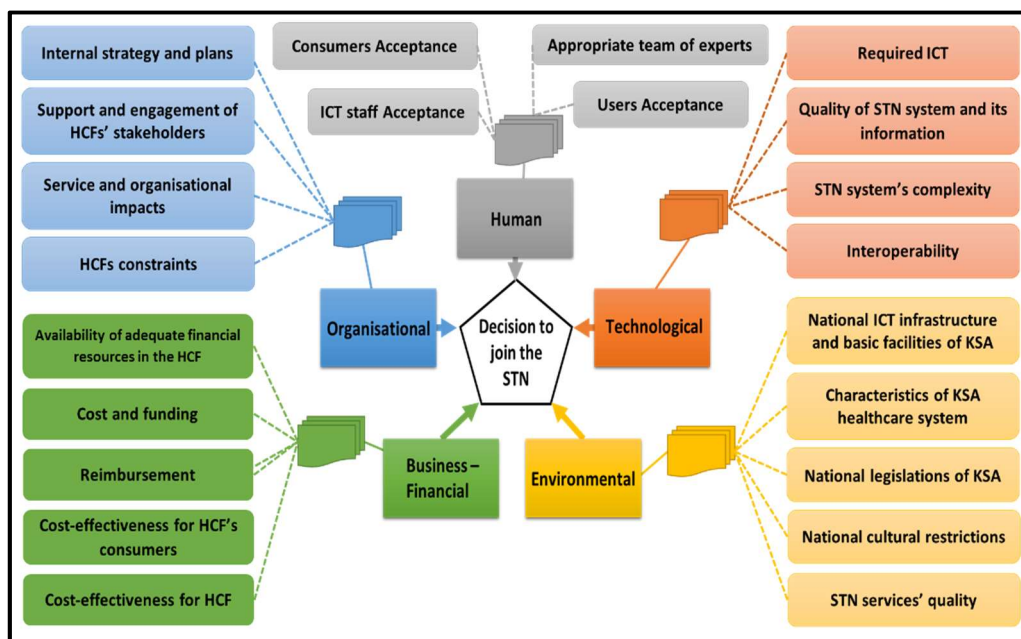 Internal strategy and plans
Support and engagement of
HCFs' stakeholders
Service and organisational
impacts
HCFs constraints
Consumers Acceptance
Appropriate team of experts
ICT staff Acceptance
Users Acceptance
Required ICT
Quality of STN system and its
information
STN system's complexity
Interoperability
Human
Organisational
Decision to
join the
STN
Technological
Business –
Financial
Environmental
Availability of adequate financial
resources in the HCF
Cost and funding
Reimbursement
Cost-effectiveness for HCF's
consumers
Cost-effectiveness for HCF
National ICT infrastructure
and basic facilities of KSA
Characteristics of KSA
healthcare system
National legislations of KSA
National cultural restrictions
STN services' quality